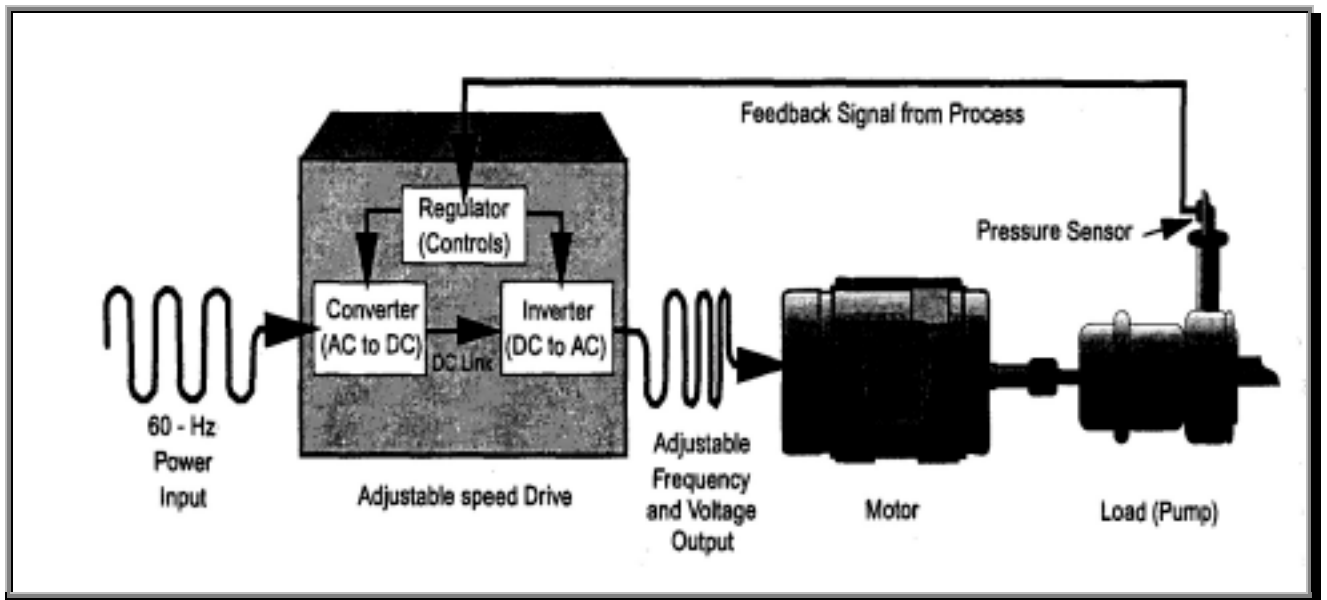 Feedback Signal from Process
Regulator
(Controls)
Pressure Sensor
Converter
(AC to DC)
DC Link
Inverter
(DC to AC)
60 - Hz
Power
Input
Adjustable speed Drive
Adjustable
Frequency
and Voltage
Output
Motor
Load (Pump)